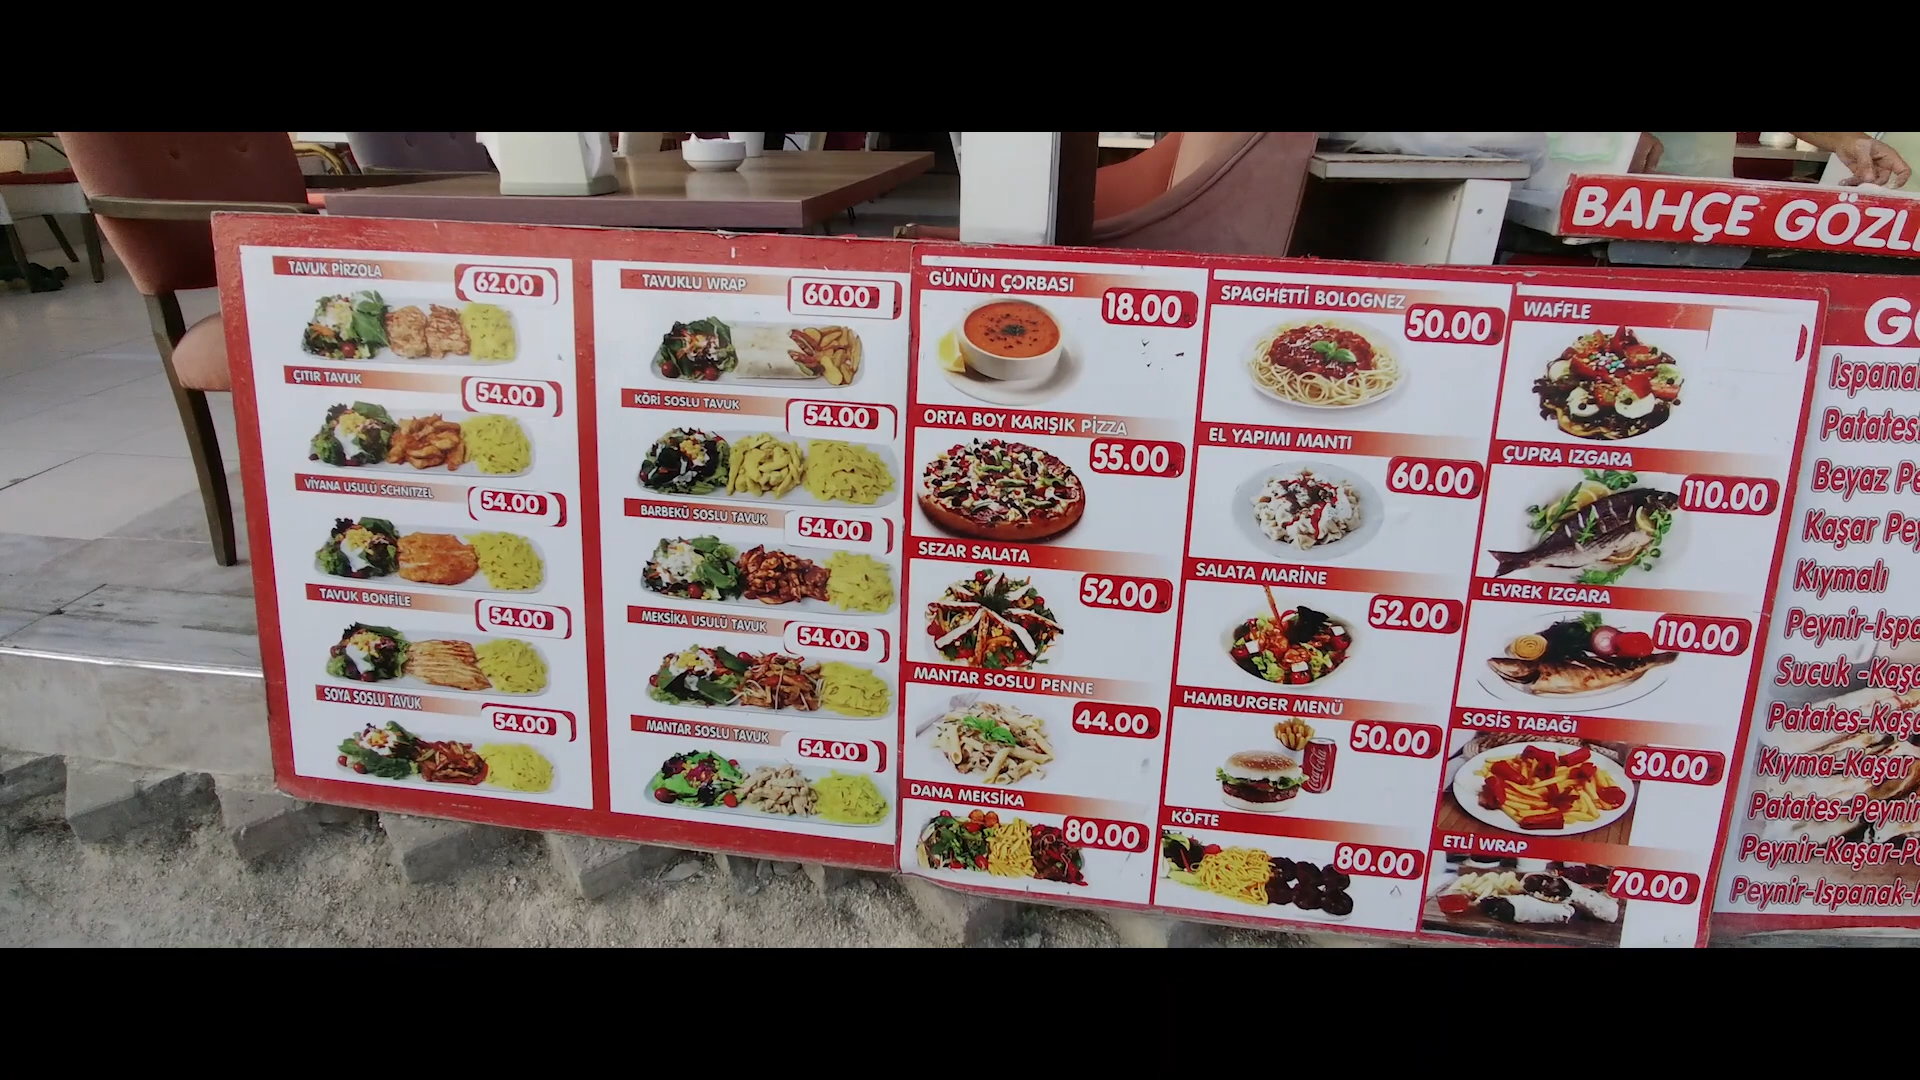 TAVUK PİRZOLA
62.00
ÇITIR TAVUK
54.00
VİYANA USULÜ SCHNITZEL
54.00
TAVUK BONFİLE
54.00
SOYA SOSLU TAVUK
54.00
TAVUKLU WRAP
60.00
KÖRİ SOSLU TAVUK
54.00
BARBEKÜ SOSLU TAVUK
54.00
MEKSİKA USULÜ TAVUK
54.00
MANTAR SOSLU TAVUK
54.00
GÜNÜN ÇORBASI
18.00
ORTA BOY KARIŞIK PİZZA
55.00
SEZAR SALATA
52.00
MANTAR SOSLU PENNE
44.00
DANA MEKSİKA
80.00
SPAGHETTİ BOLOGNEZ
50.00
EL YAPIMI MANTI
60.00
SALATA MARİNE
52.00
HAMBURGER MENÜ
50.00
Coca-Cola
KÖFTE
80.00
WAFFLE
ÇUPRA IZGARA
110.00
LEVREK IZGARA
110.00
SOSİS TABAĞI
30.00
ETLİ WRAP
70.00
BAHÇE GÖZL
Ispana
Patates
Beyaz Pe
Kaşar Pey
Kıymalı
Peynir-Ispa
Sucuk -Kaşa
Patates-Kaşa
Kıyma-Kaşar
Patates-Peynir
Peynir-Kaşar-Pa
Peynir-Ispanak-